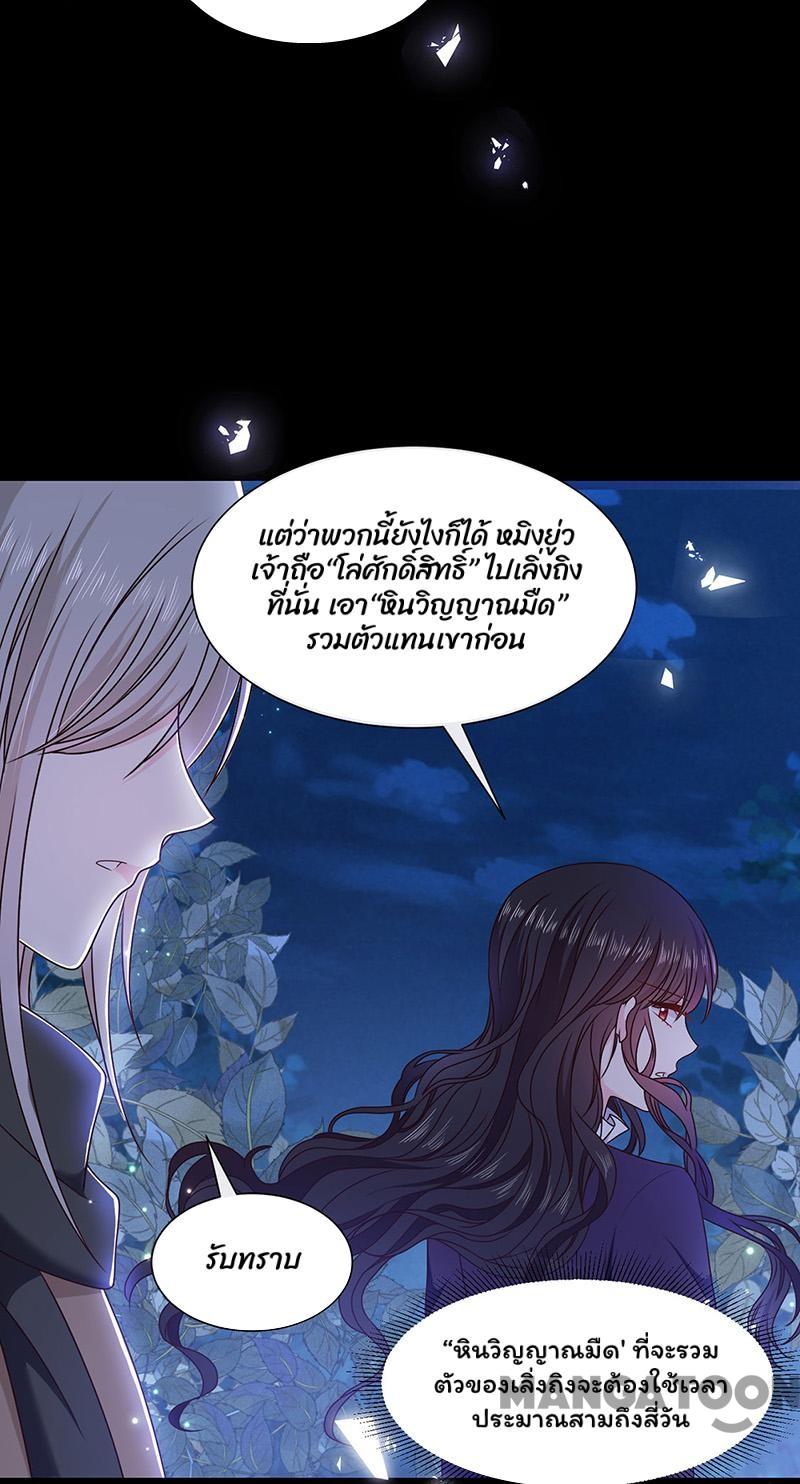 แต่ว่าพวกนี้ยังไงก็ได้ หมิงยู่ว
เจ้าถือ“โล่ศักดิ์สิทธิ์” ไปเลิ่งถิง
ที่นั่น เอา“หินวิญญาณมืด”
รวมตัวแทนเขาก่อน
รับทราบ
“หินวิญญาณมืด' ที่จะรวม
ตัวของเลิ่งถิงจะต้องใช้เวลา
ประมาณสามถึงสี่วัน
MANGATOON